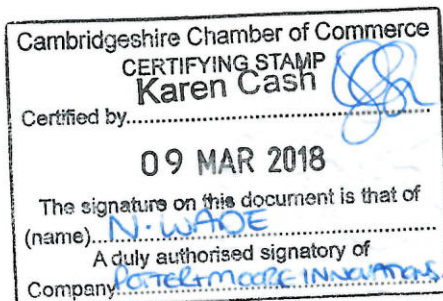 Cambridgeshire Chamber of Commerce
CERTIFYING STAMP
Karen Cash
Certified by..............................
09 MAR 2018
The signature on this document is that of
(name)....N. WADE..............................
A duly authorised signatory of
Company POTTER & MOORE INNOVATIONS